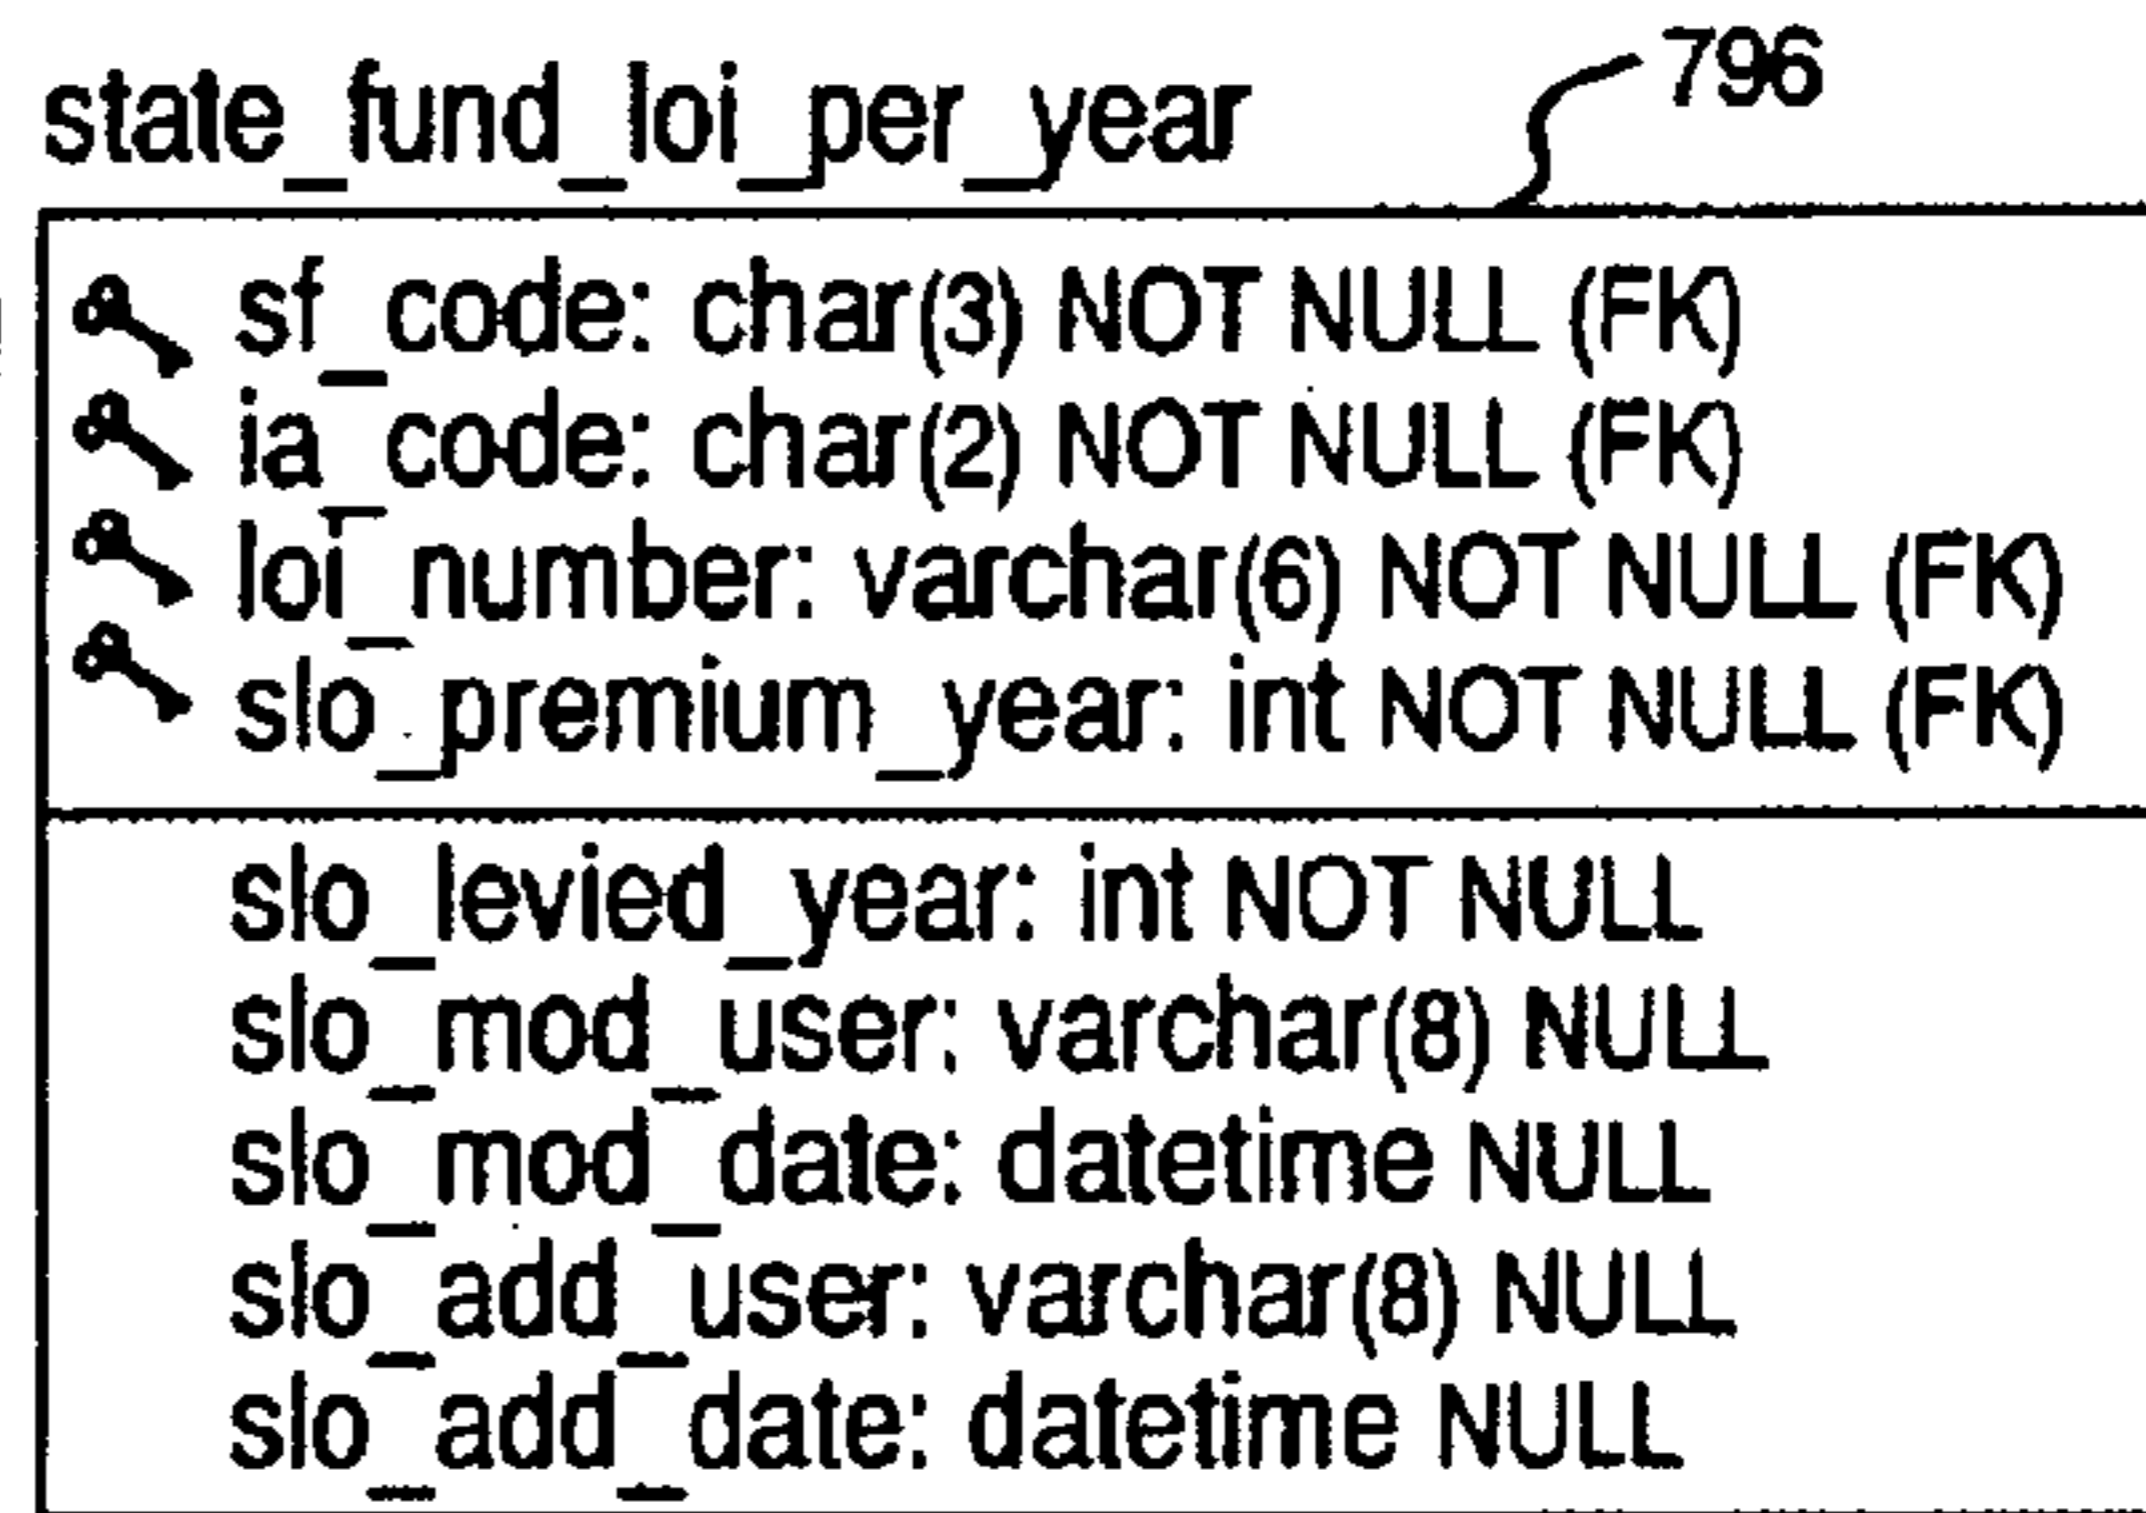 796
state_fund_loi_per_year
sf_code: char(3) NOT NULL (FK)
ia_code: char(2) NOT NULL (FK)
loi_number: varchar(6) NOT NULL (FK)
slo_premium_year: int NOT NULL (FK)
slo_levied_year: int NOT NULL
slo_mod_user: varchar(8) NULL
slo_mod_date: datetime NULL
slo_add_user: varchar(8) NULL
slo_add_date: datetime NULL